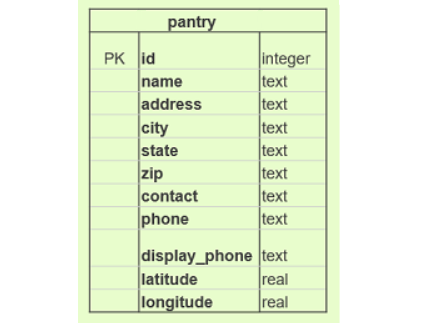 pantry
PK id integer
name text
address text
city text
state text
zip text
contact text
phone text
display_phone text
latitude real
longitude real